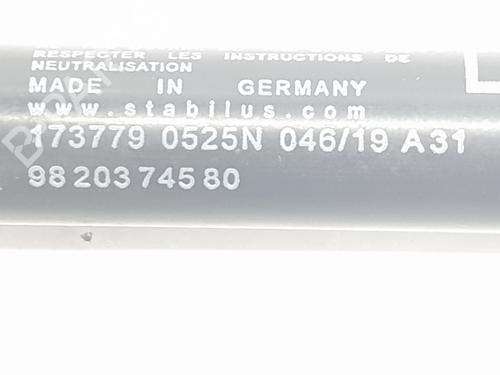 RESPECTER LES INSTRUCTIONS DE
NEUTRALISATION
MADE IN GERMANY
www.stabilus.com
173779 0525N 046/19 A31
98 203 745 80